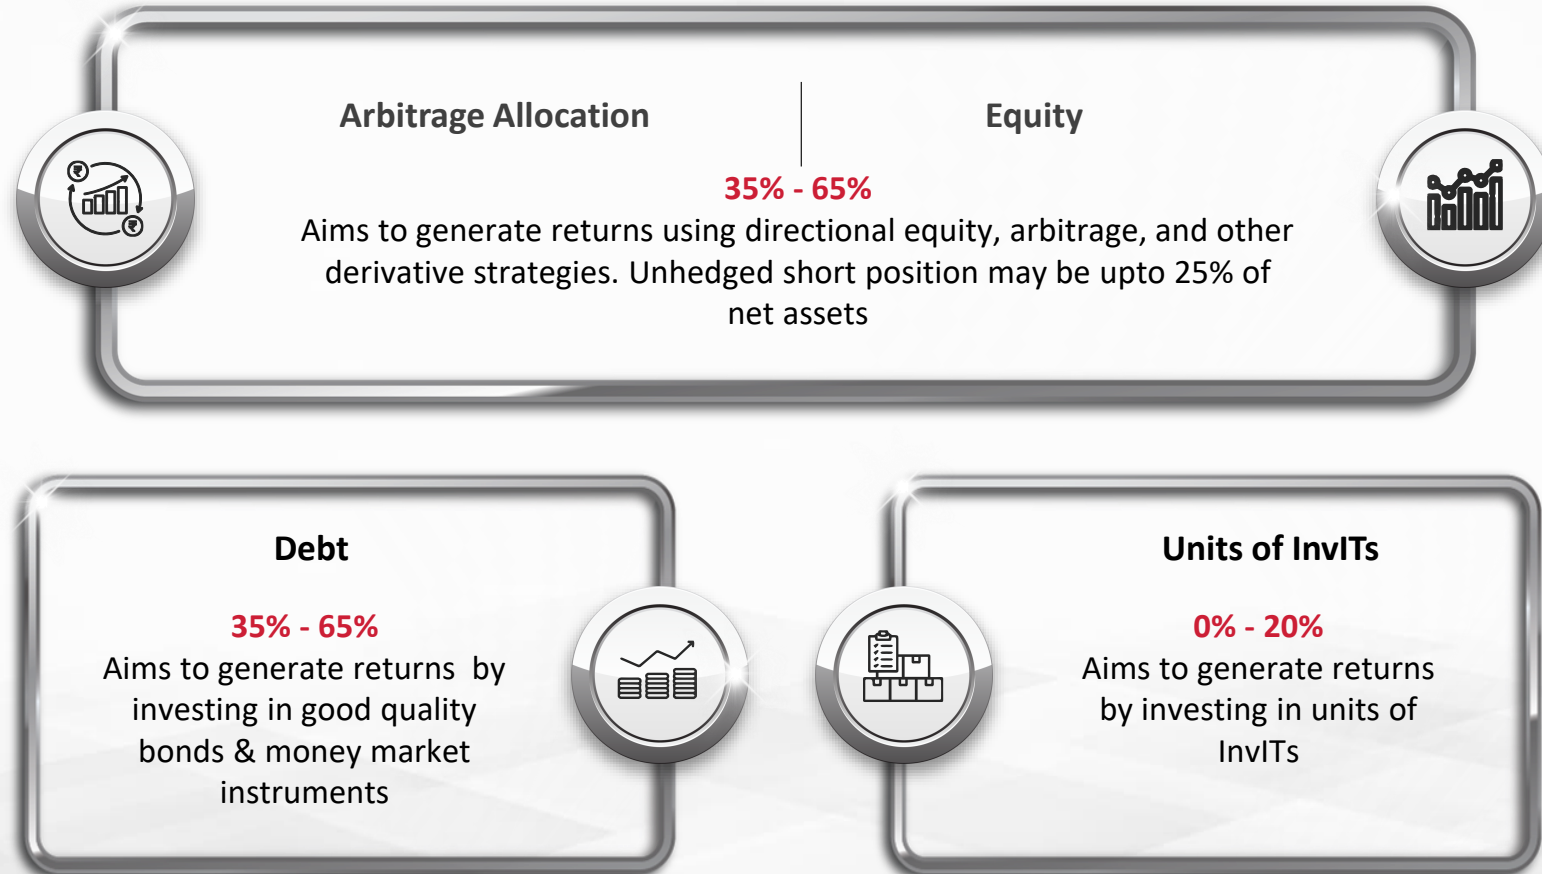 Arbitrage Allocation
Equity
35% - 65%
Aims to generate returns using directional equity, arbitrage, and other
derivative strategies. Unhedged short position may be upto 25% of
net assets
Debt
35% - 65%
Aims to generate returns by
investing in good quality
bonds & money market
instruments
Units of InvITs
0% - 20%
Aims to generate returns
by investing in units of
InvITs